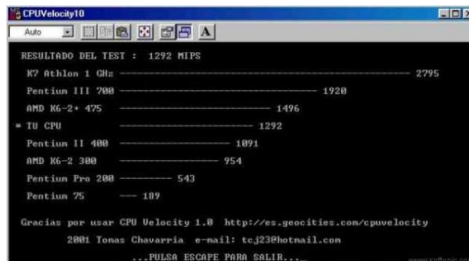 CPUVelocity10
Auto
A
RESULTADO DEL TEST : 1292 MIPS
K7 Athlon 1 GHz 2795
Pentium III 700 1920
AMD K6-2+ 475 1496
* TU CPU 1292
Pentium II 400 1091
AMD K6-2 300 954
Pentium Pro 200 543
Pentium 75 189
Gracias por usar CPU Velocity 1.0 http://es.geocities.com/cpuvelocity
2001 Tomas Chavarria e-mail: tcj23@hotmail.com
...PULSA ESCAPE PARA SALIR..._